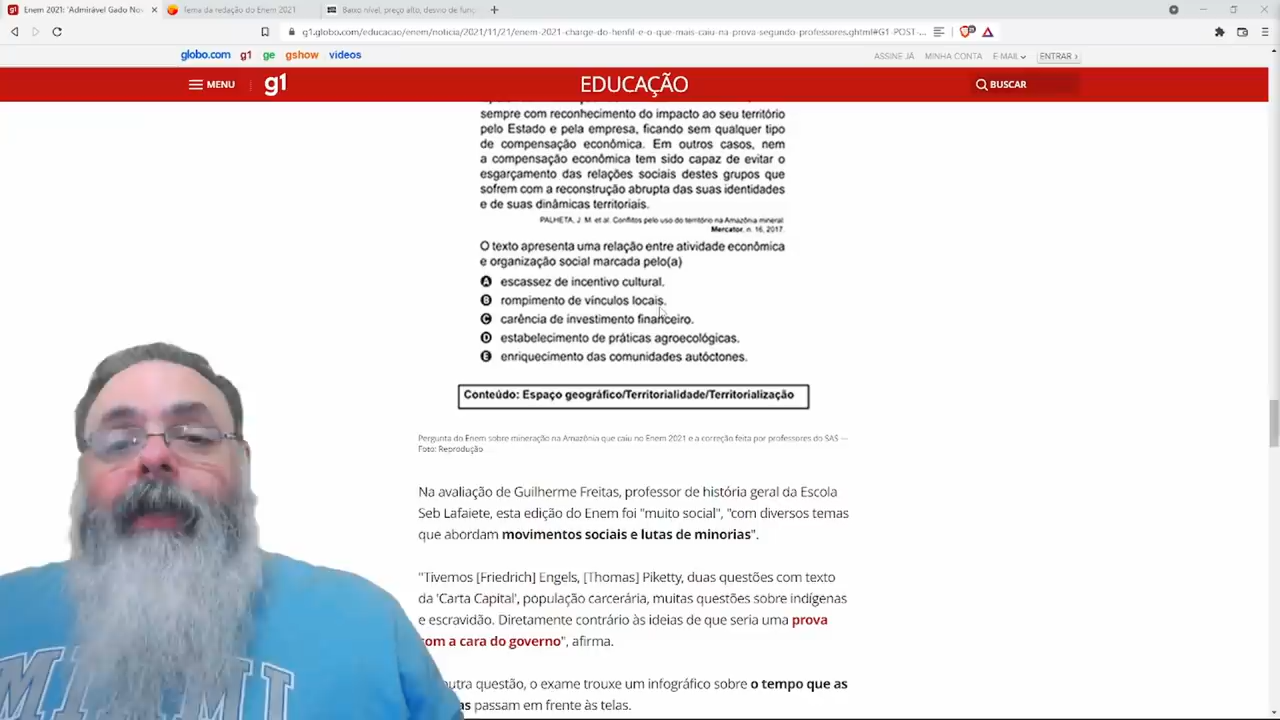 Enem 2021: 'Admirável Gado Nov
Tema da redação do Enem 2021
Baixo nível, preço alto, desvio de funç
g1.globo.com/educacao/enem/noticia/2021/11/21/enem-2021-charge-do-henfil-e-o-que-mais-caiu-na-prova-segundo-professores.ghtml#G1-POST-...
globo.com g1 ge gshow videos
ASSINE JÁ MINHA CONTA E-MAIL ENTRAR ›
MENU g1 EDUCAÇÃO BUSCAR
sempre com reconhecimento do impacto ao seu território
pelo Estado e pela empresa, ficando sem qualquer tipo
de compensação econômica. Em outros casos, nem
a compensação econômica tem sido capaz de evitar o
esgarçamento das relações sociais destes grupos que
sofrem com a reconstrução abrupta das suas identidades
e de suas dinâmicas territoriais.
PALHETA, J. M. et al. Conflitos pelo uso do território na Amazônia mineral.
Mercator, n. 16, 2017.
O texto apresenta uma relação entre atividade econômica
e organização social marcada pelo(a)
A escassez de incentivo cultural.
B rompimento de vínculos locais.
C carência de investimento financeiro.
D estabelecimento de práticas agroecológicas.
E enriquecimento das comunidades autóctones.
Conteúdo: Espaço geográfico/Territorialidade/Territorialização
Pergunta do Enem sobre mineração na Amazônia que caiu no Enem 2021 e a correção feita por professores do SAS —
Foto: Reprodução
Na avaliação de Guilherme Freitas, professor de história geral da Escola
Seb Lafaiete, esta edição do Enem foi "muito social", "com diversos temas
que abordam movimentos sociais e lutas de minorias".
"Tivemos [Friedrich] Engels, [Thomas] Piketty, duas questões com texto
da 'Carta Capital', população carcerária, muitas questões sobre indígenas
e escravidão. Diretamente contrário às ideias de que seria uma prova
com a cara do governo", afirma.
outra questão, o exame trouxe um infográfico sobre o tempo que as
passam em frente às telas.
MIAMI